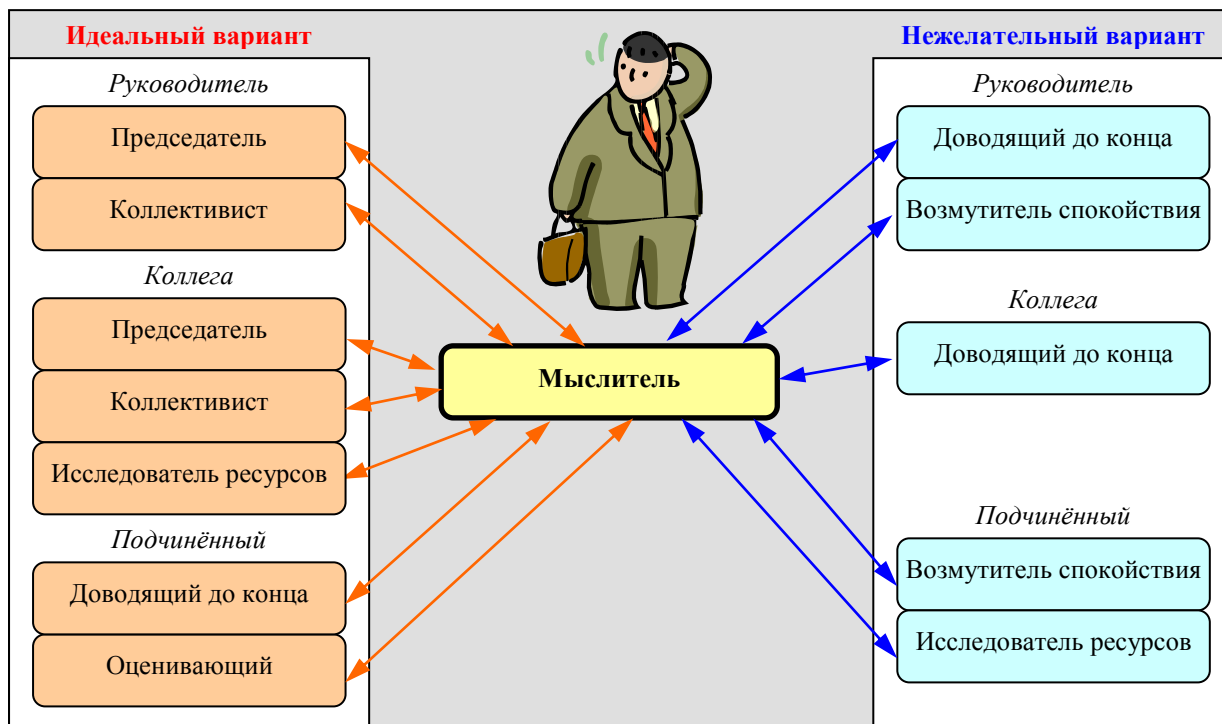 Идеальный вариант
Руководитель
Председатель
Коллективист
Коллега
Председатель
Коллективист
Исследователь ресурсов
Подчинённый
Доводящий до конца
Оценивающий
Мыслитель
Нежелательный вариант
Руководитель
Доводящий до конца
Возмутитель спокойствия
Коллега
Доводящий до конца
Подчинённый
Возмутитель спокойствия
Исследователь ресурсов